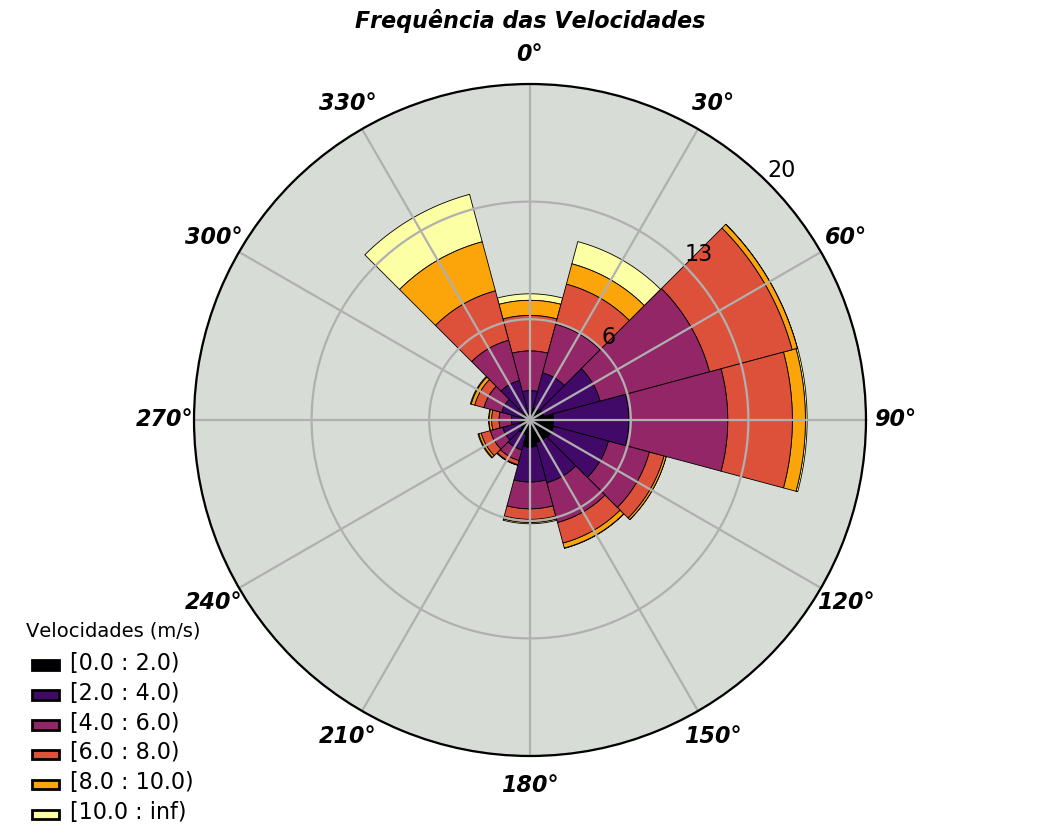 Frequência das Velocidades
0°
330°
30°
20
300°
60°
13
6
270°
90°
240°
120°
210°
150°
180°
Velocidades (m/s)
[0.0 : 2.0)
[2.0 : 4.0)
[4.0 : 6.0)
[6.0 : 8.0)
[8.0 : 10.0)
[10.0 : inf)